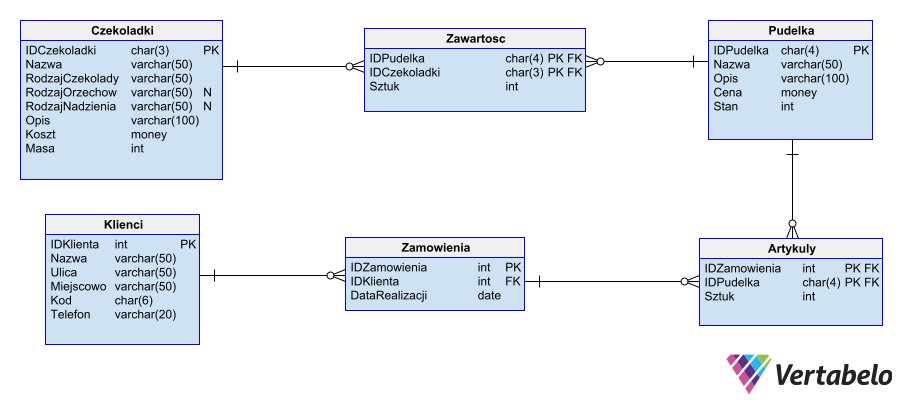 Czekoladki
IDCzekoladki char(3) PK
Nazwa varchar(50)
RodzajCzekolady varchar(50)
RodzajOrzechow varchar(50) N
RodzajNadzienia varchar(50) N
Opis varchar(100)
Koszt money
Masa int
Zawartosc
IDPudelka char(4) PK FK
IDCzekoladki char(3) PK FK
Sztuk int
Pudelka
IDPudelka char(4) PK
Nazwa varchar(50)
Opis varchar(100)
Cena money
Stan int
Klienci
IDKlienta int PK
Nazwa varchar(50)
Ulica varchar(50)
Miejscowo varchar(50)
Kod char(6)
Telefon varchar(20)
Zamowienia
IDZamowienia int PK
IDKlienta int FK
DataRealizacji date
Artykuly
IDZamowienia int PK FK
IDPudelka char(4) PK FK
Sztuk int
Vertabelo